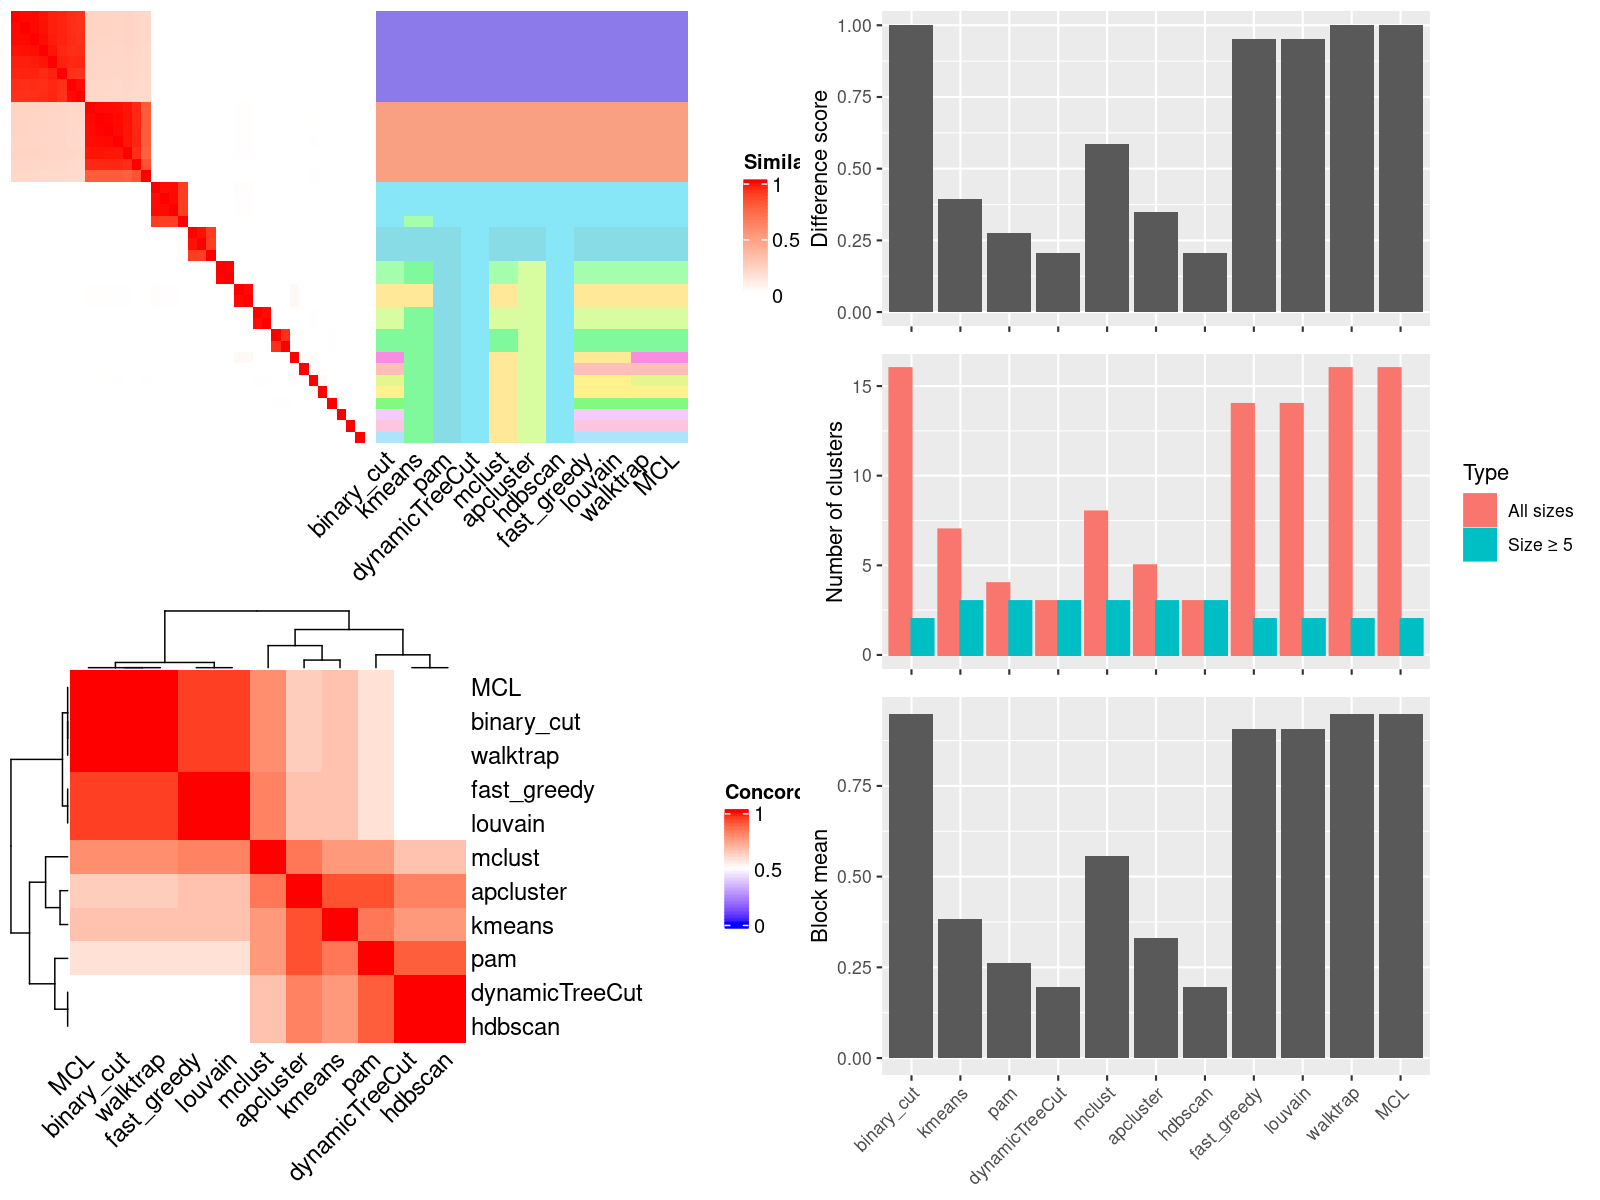 Simila
1
0.5
0
binary_cut
kmeans
pam
dynamicTreeCut
mclust
apcluster
hdbscan
fast_greedy
louvain
walktrap
MCL
MCL
binary_cut
walktrap
fast_greedy
louvain
mclust
apcluster
kmeans
pam
dynamicTreeCut
hdbscan
Concord
1
0.5
0
MCL
binary_cut
walktrap
fast_greedy
louvain
mclust
apcluster
kmeans
pam
dynamicTreeCut
hdbscan
Difference score
1.00
0.75
0.50
0.25
0.00
Number of clusters
15
10
5
0
Type
All sizes
Size ≥ 5
Block mean
0.75
0.50
0.25
0.00
binary_cut
kmeans
pam
dynamicTreeCut
mclust
apcluster
hdbscan
fast_greedy
louvain
walktrap
MCL